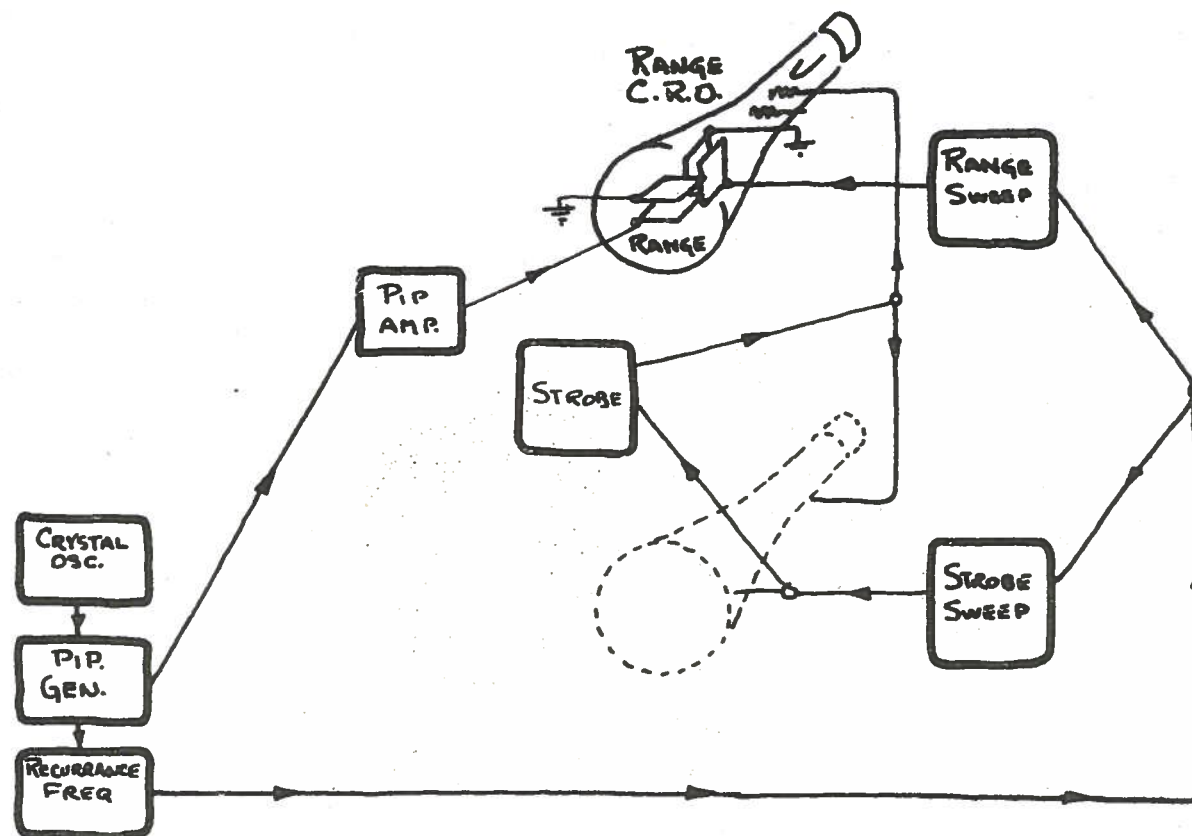 RANGE
C.R.O.
RANGE
SWEEP
RANGE
PIP
AMP.
STROBE
CRYSTAL
OSC.
STROBE
SWEEP
PIP.
GEN.
RECURRANCE
FREQ